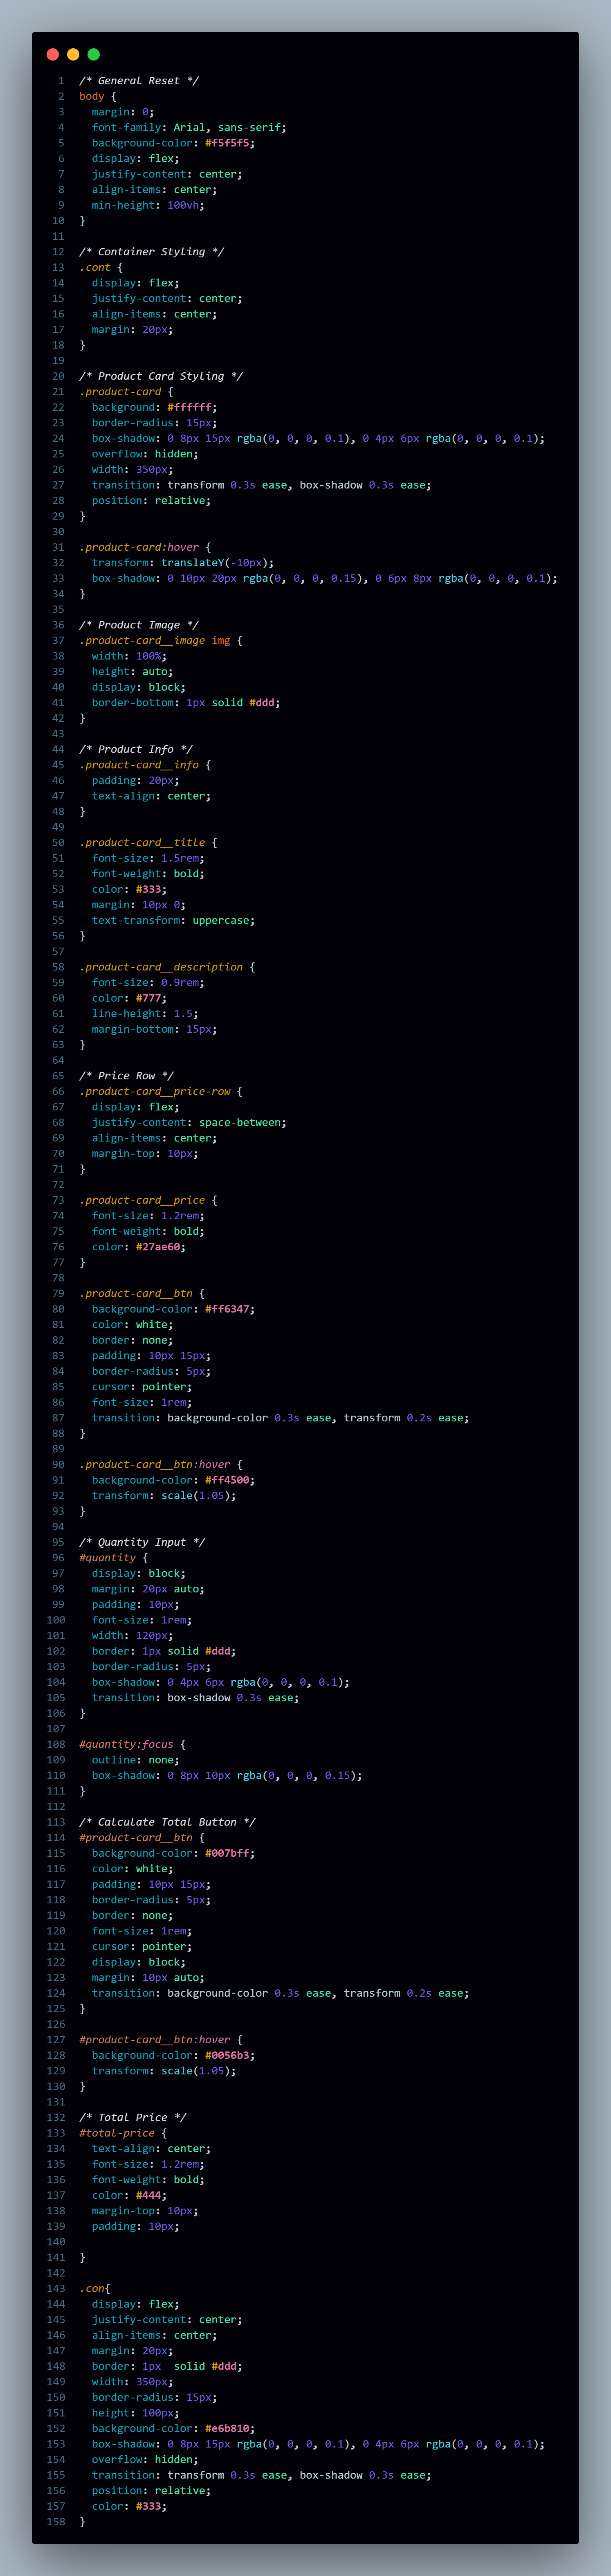 1 /* General Reset */
2 body {
3   margin: 0;
4   font-family: Arial, sans-serif;
5   background-color: #f5f5f5;
6   display: flex;
7   justify-content: center;
8   align-items: center;
9   min-height: 100vh;
10 }
11
12 /* Container Styling */
13 .cont {
14   display: flex;
15   justify-content: center;
16   align-items: center;
17   margin: 20px;
18 }
19
20 /* Product Card Styling */
21 .product-card {
22   background: #ffffff;
23   border-radius: 15px;
24   box-shadow: 0 8px 15px rgba(0, 0, 0, 0.1), 0 4px 6px rgba(0, 0, 0, 0.1);
25   overflow: hidden;
26   width: 350px;
27   transition: transform 0.3s ease, box-shadow 0.3s ease;
28   position: relative;
29 }
30
31 .product-card:hover {
32   transform: translateY(-10px);
33   box-shadow: 0 10px 20px rgba(0, 0, 0, 0.15), 0 6px 8px rgba(0, 0, 0, 0.1);
34 }
35
36 /* Product Image */
37 .product-card__image img {
38   width: 100%;
39   height: auto;
40   display: block;
41   border-bottom: 1px solid #ddd;
42 }
43
44 /* Product Info */
45 .product-card__info {
46   padding: 20px;
47   text-align: center;
48 }
49
50 .product-card__title {
51   font-size: 1.5rem;
52   font-weight: bold;
53   color: #333;
54   margin: 10px 0;
55   text-transform: uppercase;
56 }
57
58 .product-card__description {
59   font-size: 0.9rem;
60   color: #777;
61   line-height: 1.5;
62   margin-bottom: 15px;
63 }
64
65 /* Price Row */
66 .product-card__price-row {
67   display: flex;
68   justify-content: space-between;
69   align-items: center;
70   margin-top: 10px;
71 }
72
73 .product-card__price {
74   font-size: 1.2rem;
75   font-weight: bold;
76   color: #27ae60;
77 }
78
79 .product-card__btn {
80   background-color: #ff6347;
81   color: white;
82   border: none;
83   padding: 10px 15px;
84   border-radius: 5px;
85   cursor: pointer;
86   font-size: 1rem;
87   transition: background-color 0.3s ease, transform 0.2s ease;
88 }
89
90 .product-card__btn:hover {
91   background-color: #ff4500;
92   transform: scale(1.05);
93 }
94
95 /* Quantity Input */
96 #quantity {
97   display: block;
98   margin: 20px auto;
99   padding: 10px;
100   font-size: 1rem;
101   width: 120px;
102   border: 1px solid #ddd;
103   border-radius: 5px;
104   box-shadow: 0 4px 6px rgba(0, 0, 0, 0.1);
105   transition: box-shadow 0.3s ease;
106 }
107
108 #quantity:focus {
109   outline: none;
110   box-shadow: 0 8px 10px rgba(0, 0, 0, 0.15);
111 }
112
113 /* Calculate Total Button */
114 #product-card__btn {
115   background-color: #007bff;
116   color: white;
117   padding: 10px 15px;
118   border-radius: 5px;
119   border: none;
120   font-size: 1rem;
121   cursor: pointer;
122   display: block;
123   margin: 10px auto;
124   transition: background-color 0.3s ease, transform 0.2s ease;
125 }
126
127 #product-card__btn:hover {
128   background-color: #0056b3;
129   transform: scale(1.05);
130 }
131
132 /* Total Price */
133 #total-price {
134   text-align: center;
135   font-size: 1.2rem;
136   font-weight: bold;
137   color: #444;
138   margin-top: 10px;
139   padding: 10px;
140
141 }
142
143 .con{
144   display: flex;
145   justify-content: center;
146   align-items: center;
147   margin: 20px;
148   border: 1px  solid #ddd;
149   width: 350px;
150   border-radius: 15px;
151   height: 100px;
152   background-color: #e6b810;
153   box-shadow: 0 8px 15px rgba(0, 0, 0, 0.1), 0 4px 6px rgba(0, 0, 0, 0.1);
154   overflow: hidden;
155   transition: transform 0.3s ease, box-shadow 0.3s ease;
156   position: relative;
157   color: #333;
158 }